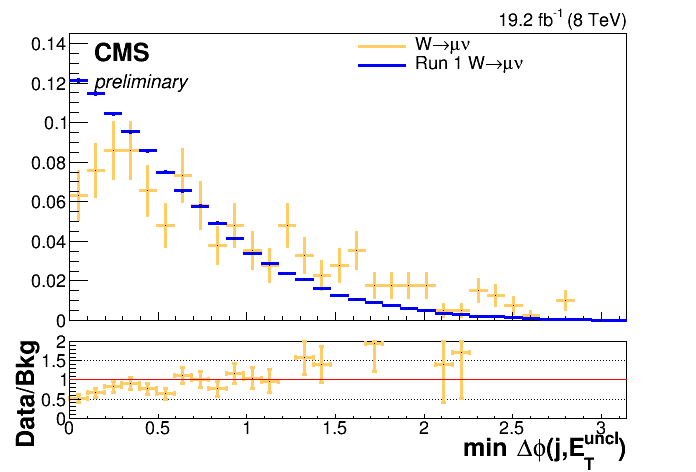 19.2 fb⁻¹ (8 TeV)
CMS
preliminary
W→μν
Run 1 W→μν
0.14
0.12
0.1
0.08
0.06
0.04
0.02
0
Data/Bkg
2
1.5
1
0.5
0
0 0.5 1 1.5 2 2.5 3
min Δϕ(j,E_T^uncl)